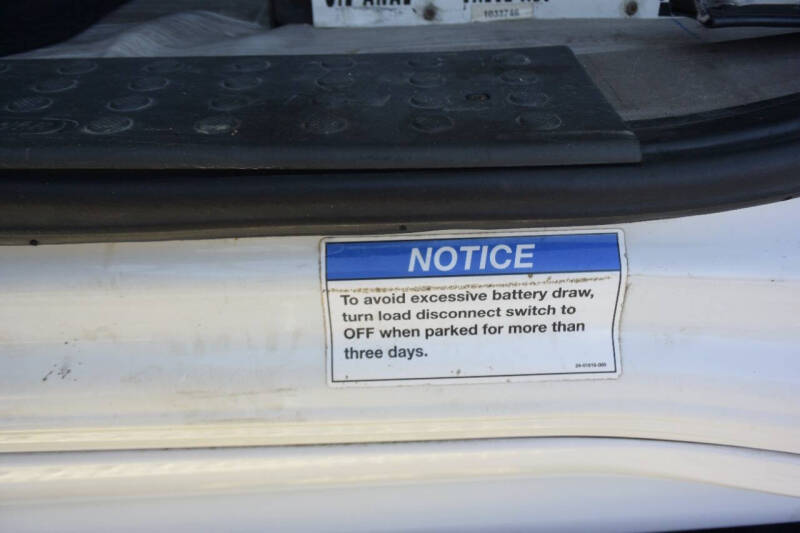 1033746
NOTICE
To avoid excessive battery draw,
turn load disconnect switch to
OFF when parked for more than
three days.